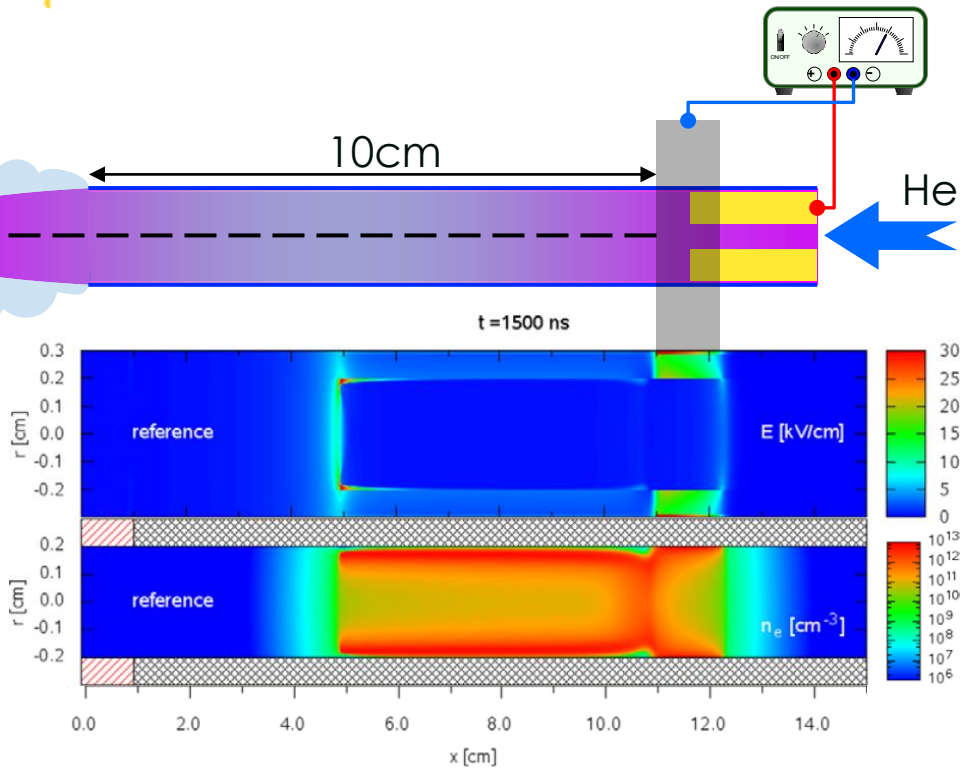 ON/OFF
+ -
10cm
He
t =1500 ns
0.3
0.2
0.1
0.0
-0.1
-0.2
r [cm]
reference
E [kV/cm]
30
25
20
15
10
5
0
0.2
0.1
0.0
-0.1
-0.2
r [cm]
reference
nₑ [cm⁻³]
10¹³
10¹²
10¹¹
10¹⁰
10⁹
10⁸
10⁷
10⁶
0.0 2.0 4.0 6.0 8.0 10.0 12.0 14.0
x [cm]